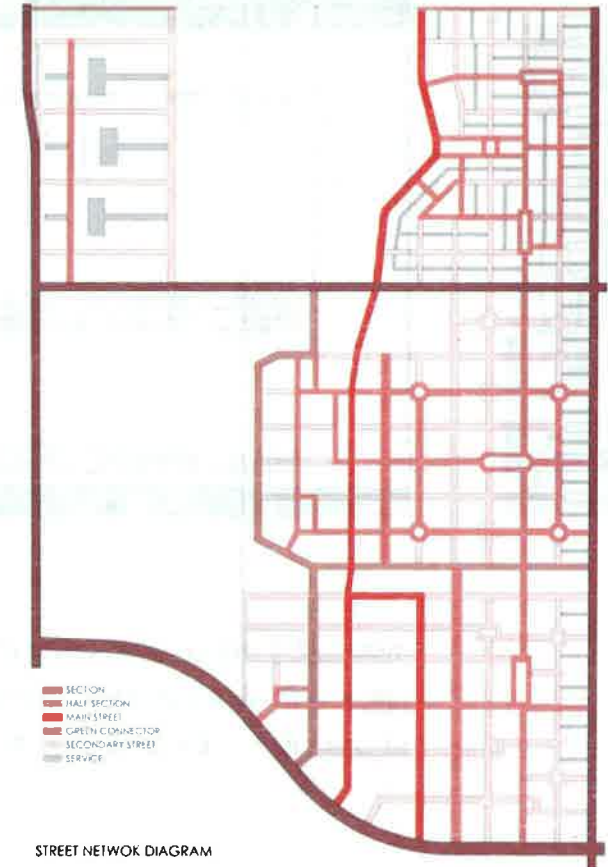 SECTION
HALF SECTION
MAIN STREET
GREEN CONNECTOR
SECONDARY STREET
SERVICE
STREET NETWOK DIAGRAM